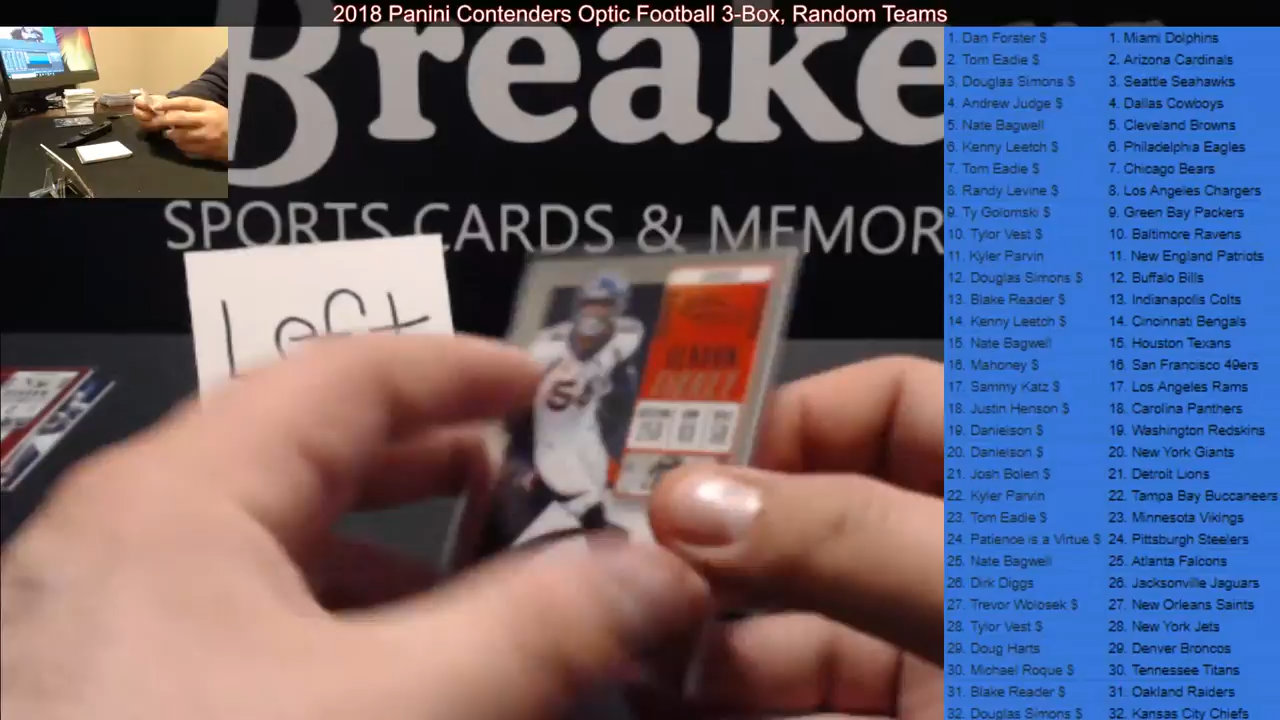 2018 Panini Contenders Optic Football 3-Box, Random Teams
Breake
SPORTS CARDS & MEMOR
Left
1. Dan Forster $ 1. Miami Dolphins
2. Tom Eadie $ 2. Arizona Cardinals
3. Douglas Simons $ 3. Seattle Seahawks
4. Andrew Judge $ 4. Dallas Cowboys
5. Nate Bagwell 5. Cleveland Browns
6. Kenny Leetch $ 6. Philadelphia Eagles
7. Tom Eadie $ 7. Chicago Bears
8. Randy Levine $ 8. Los Angeles Chargers
9. Ty Golomski $ 9. Green Bay Packers
10. Tylor Vest $ 10. Baltimore Ravens
11. Kyler Parvin 11. New England Patriots
12. Douglas Simons $ 12. Buffalo Bills
13. Blake Reader $ 13. Indianapolis Colts
14. Kenny Leetch $ 14. Cincinnati Bengals
15. Nate Bagwell 15. Houston Texans
16. Mahoney $ 16. San Francisco 49ers
17. Sammy Katz $ 17. Los Angeles Rams
18. Justin Henson $ 18. Carolina Panthers
19. Danielson $ 19. Washington Redskins
20. Danielson $ 20. New York Giants
21. Josh Bolen $ 21. Detroit Lions
22. Kyler Parvin 22. Tampa Bay Buccaneers
23. Tom Eadie $ 23. Minnesota Vikings
24. Patience is a Virtue $ 24. Pittsburgh Steelers
25. Nate Bagwell 25. Atlanta Falcons
26. Dirk Diggs 26. Jacksonville Jaguars
27. Trevor Wolosek $ 27. New Orleans Saints
28. Tylor Vest $ 28. New York Jets
29. Doug Harts 29. Denver Broncos
30. Michael Roque $ 30. Tennessee Titans
31. Blake Reader $ 31. Oakland Raiders
32. Douglas Simons $ 32. Kansas City Chiefs
SEASON
TICKET
54